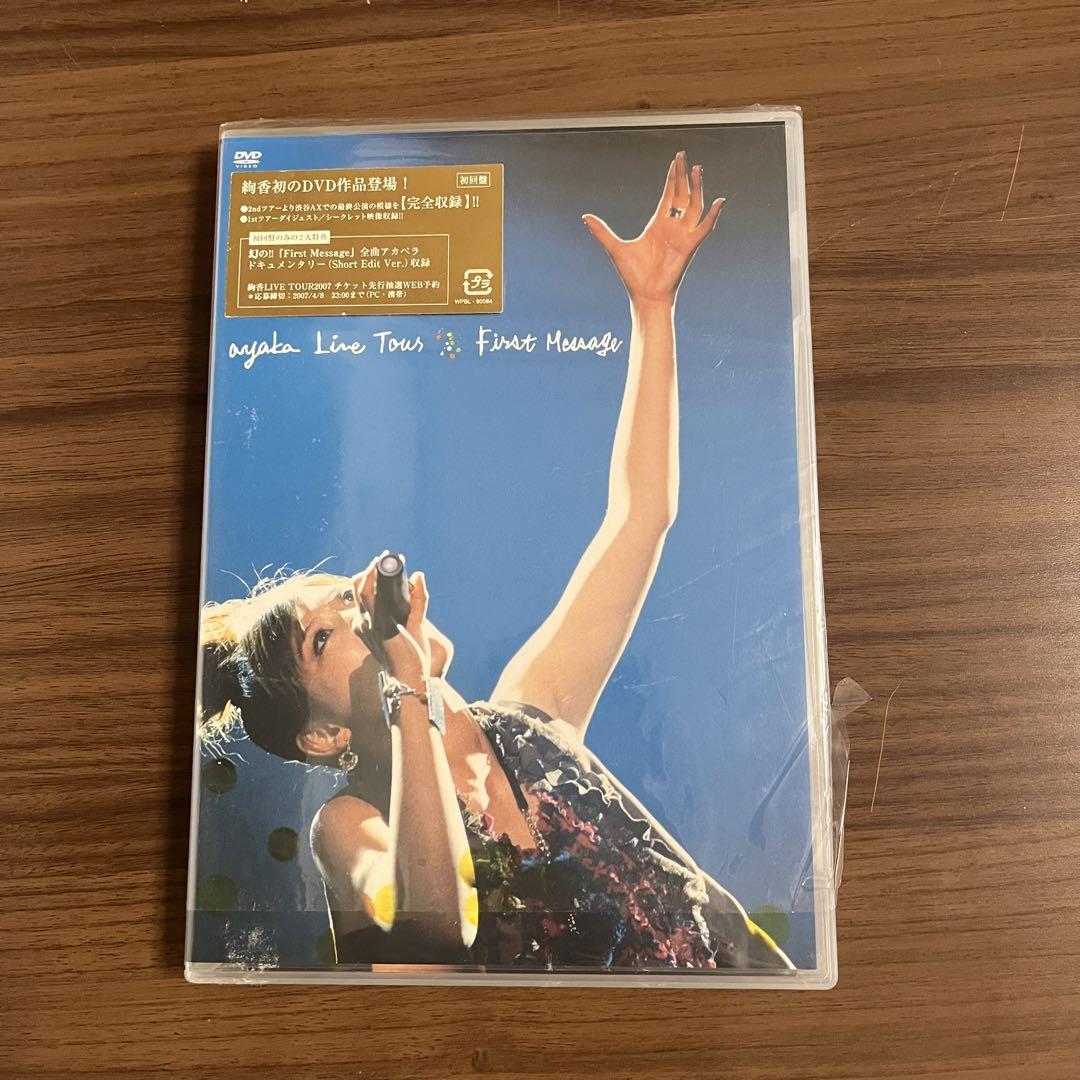 DVD
VIDEO
絢香初のDVD作品登場！
初回盤
●2ndツアーより渋谷AXでの最終公演の模様を【完全収録】!!
●1stツアーダイジェスト/シークレット映像収録!!
初回盤のみの2大特典
幻の!!『First Message』全曲アカペラ
ドキュメンタリー(Short Edit Ver.)収録
絢香LIVE TOUR2007 チケット先行抽選WEB予約
＊応募締切：2007/4/8 23:00まで(PC・携帯)
プラ
WPBL-90084
ayaka Live Tour First Message